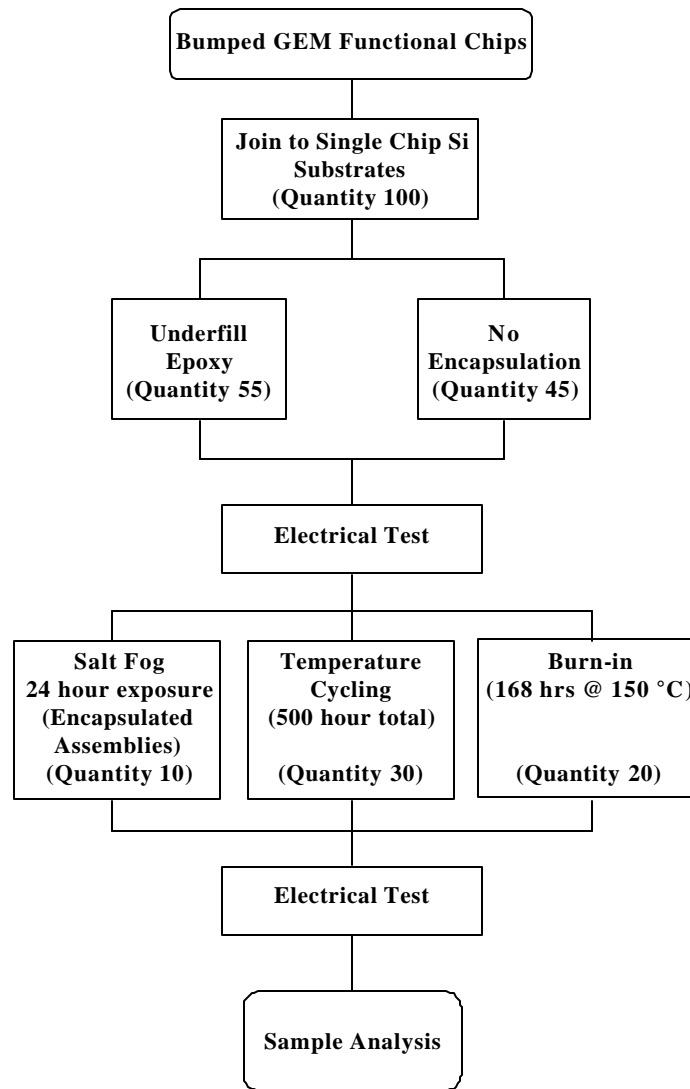 Bumped GEM Functional Chips
Join to Single Chip Si
Substrates
(Quantity 100)
Underfill
Epoxy
(Quantity 55)
No
Encapsulation
(Quantity 45)
Electrical Test
Salt Fog
24 hour exposure
(Encapsulated
Assemblies)
(Quantity 10)
Temperature
Cycling
(500 hour total)
(Quantity 30)
Burn-in
(168 hrs @ 150 °C)
(Quantity 20)
Electrical Test
Sample Analysis